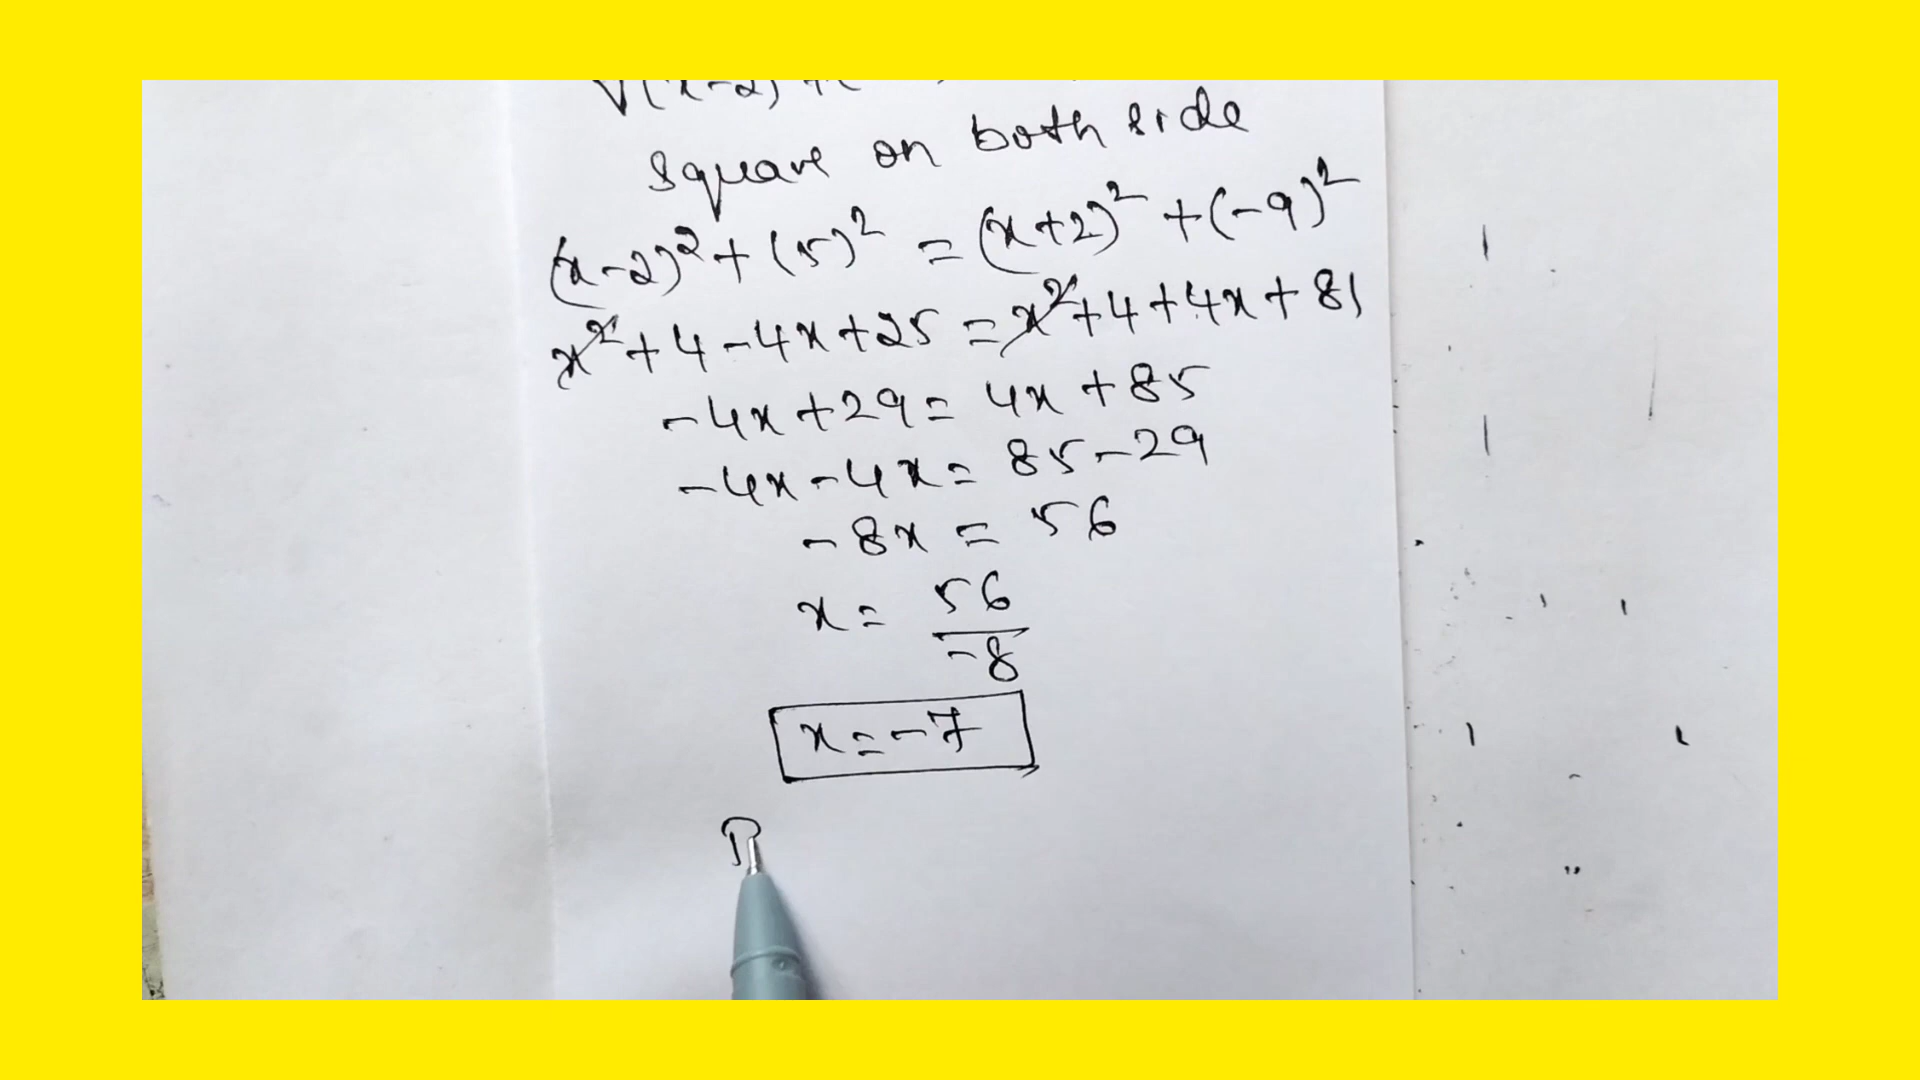 Square on both side
(x-2)²+(5)² = (x+2)²+(-9)²
x²+4-4x+25=x²+4+4x+81
-4x+29=4x+85
-4x-4x=85-29
-8x=56
x=56/-8
x=-7